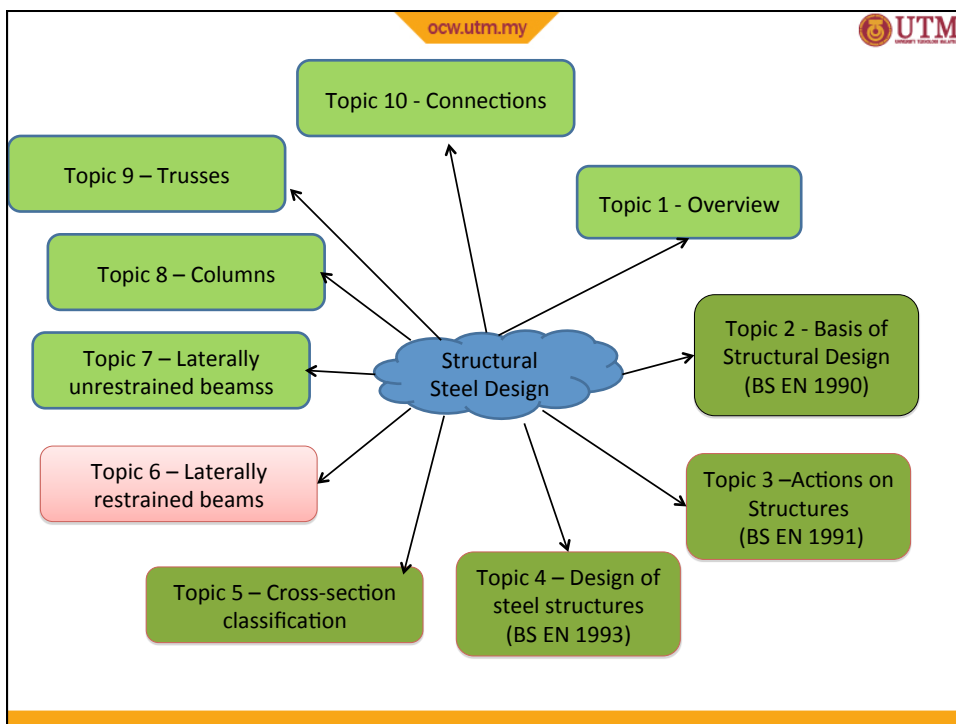 ocw.utm.my
UTM
UNIVERSITI TEKNOLOGI MALAYSIA
Topic 10 - Connections
Topic 9 – Trusses
Topic 1 - Overview
Topic 8 – Columns
Topic 2 - Basis of
Structural Design
(BS EN 1990)
Structural
Steel Design
Topic 7 – Laterally
unrestrained beamss
Topic 6 – Laterally
restrained beams
Topic 3 –Actions on
Structures
(BS EN 1991)
Topic 4 – Design of
steel structures
(BS EN 1993)
Topic 5 – Cross-section
classification